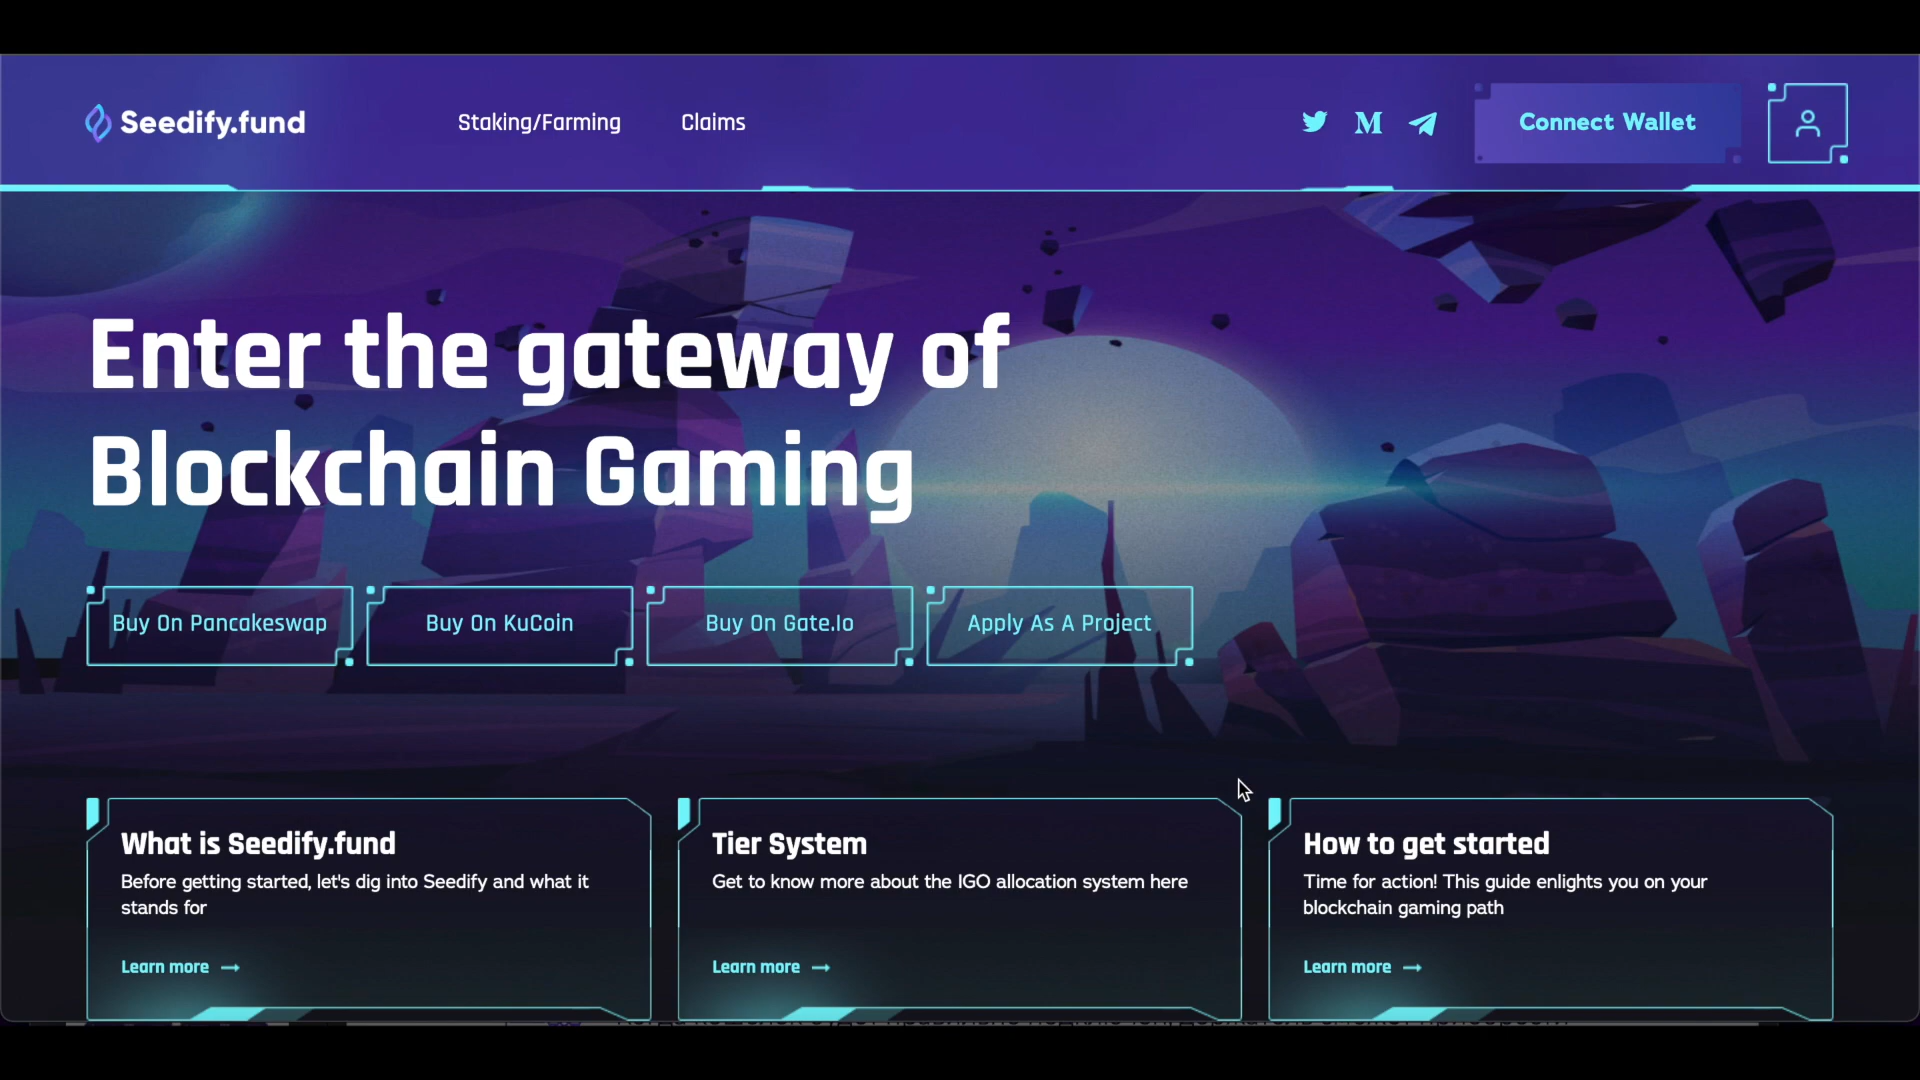 Seedify.fund
Staking/Farming
Claims
Connect Wallet
Enter the gateway of
Blockchain Gaming
Buy On Pancakeswap
Buy On KuCoin
Buy On Gate.Io
Apply As A Project
What is Seedify.fund
Before getting started, let's dig into Seedify and what it
stands for
Learn more
Tier System
Get to know more about the IGO allocation system here
Learn more
How to get started
Time for action! This guide enlights you on your
blockchain gaming path
Learn more